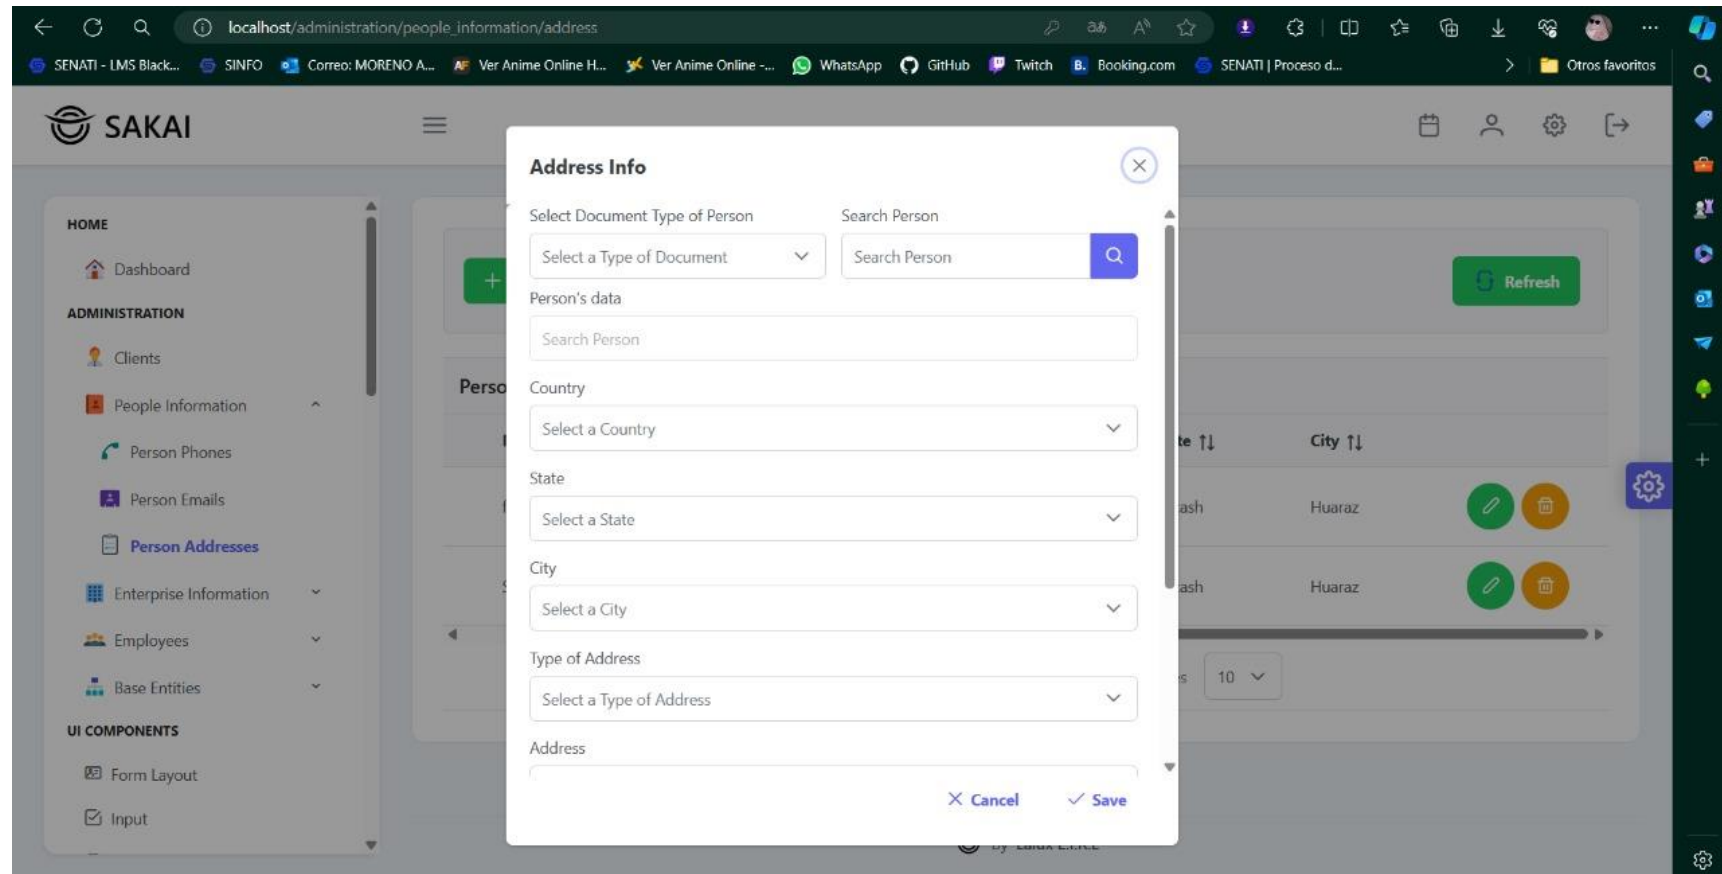 localhost/administration/people_information/address
SENATI - LMS Black... SINFO Correo: MORENO A... AF Ver Anime Online H... Ver Anime Online -... WhatsApp GitHub Twitch B. Booking.com SENATI | Proceso d... Otros favoritos
SAKAI
HOME
Dashboard
ADMINISTRATION
Clients
People Information
Person Phones
Person Emails
Person Addresses
Enterprise Information
Employees
Base Entities
UI COMPONENTS
Form Layout
Input
Address Info
Select Document Type of Person Search Person
Select a Type of Document Search Person
Person's data
Search Person
Country
Select a Country
State
Select a State
City
Select a City
Type of Address
Select a Type of Address
Address
Cancel Save
Refresh
City
Huaraz
Huaraz
10